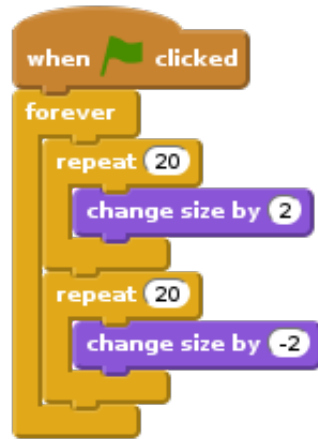 when clicked
forever
repeat 20
change size by 2
repeat 20
change size by -2